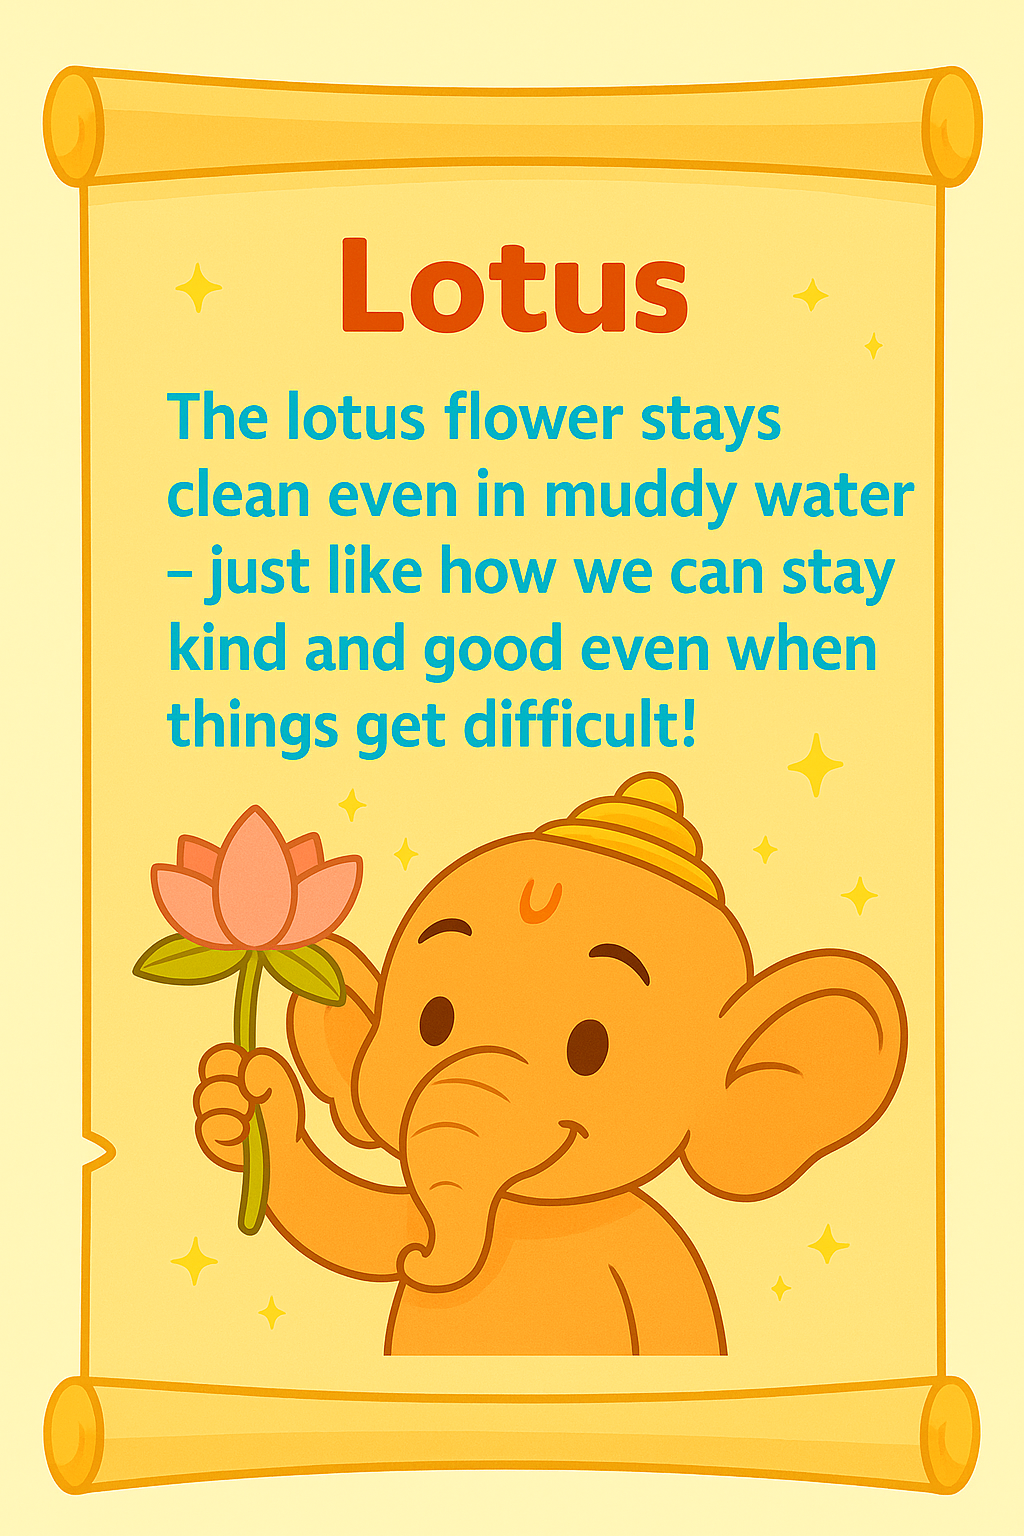 Lotus
The lotus flower stays
clean even in muddy water
– just like how we can stay
kind and good even when
things get difficult!